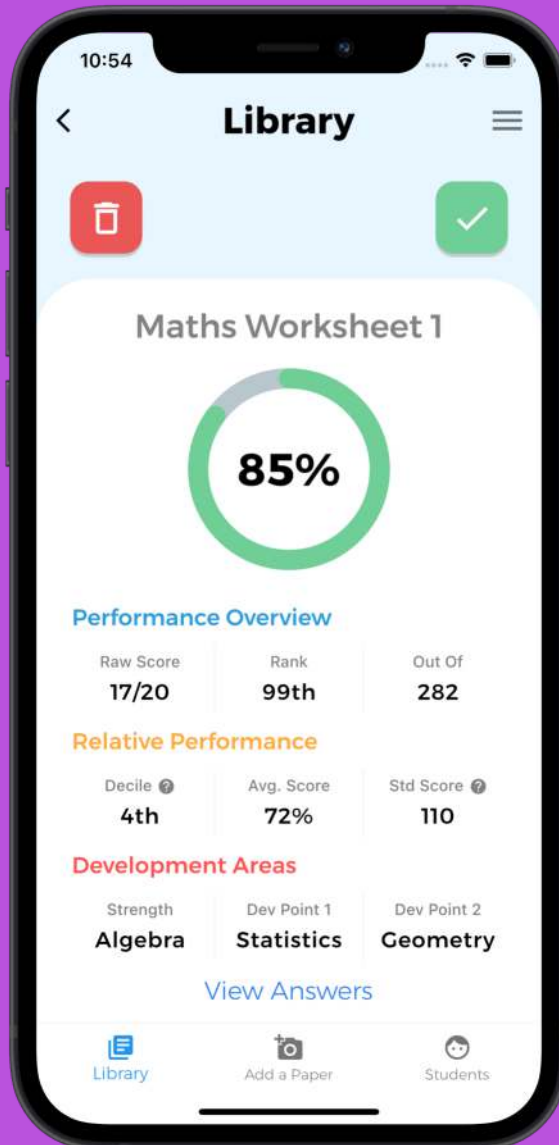 10:54
Library
Maths Worksheet 1
85%
Performance Overview
Raw Score Rank Out Of
17/20 99th 282
Relative Performance
Decile ? Avg. Score Std Score ?
4th 72% 110
Development Areas
Strength Dev Point 1 Dev Point 2
Algebra Statistics Geometry
View Answers
Library Add a Paper Students